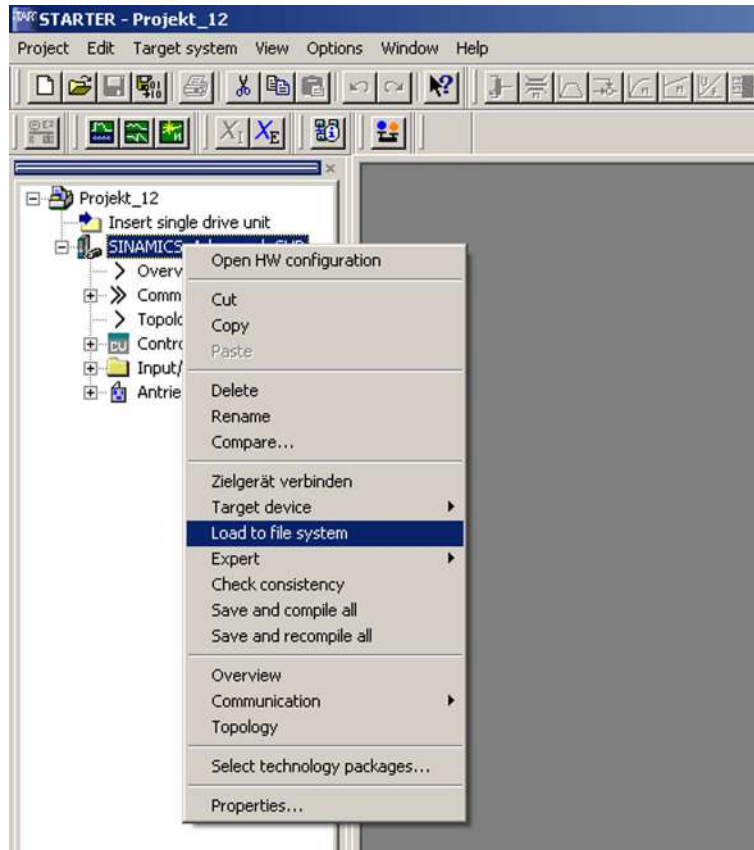 STARTER - Projekt_12
Project Edit Target system View Options Window Help
Projekt_12
Insert single drive unit
SINAMICS
Overv
Comm
Topolo
Contro
Input/
Antrie
Open HW configuration
Cut
Copy
Paste
Delete
Rename
Compare...
Zielgerät verbinden
Target device
Load to file system
Expert
Check consistency
Save and compile all
Save and recompile all
Overview
Communication
Topology
Select technology packages...
Properties...